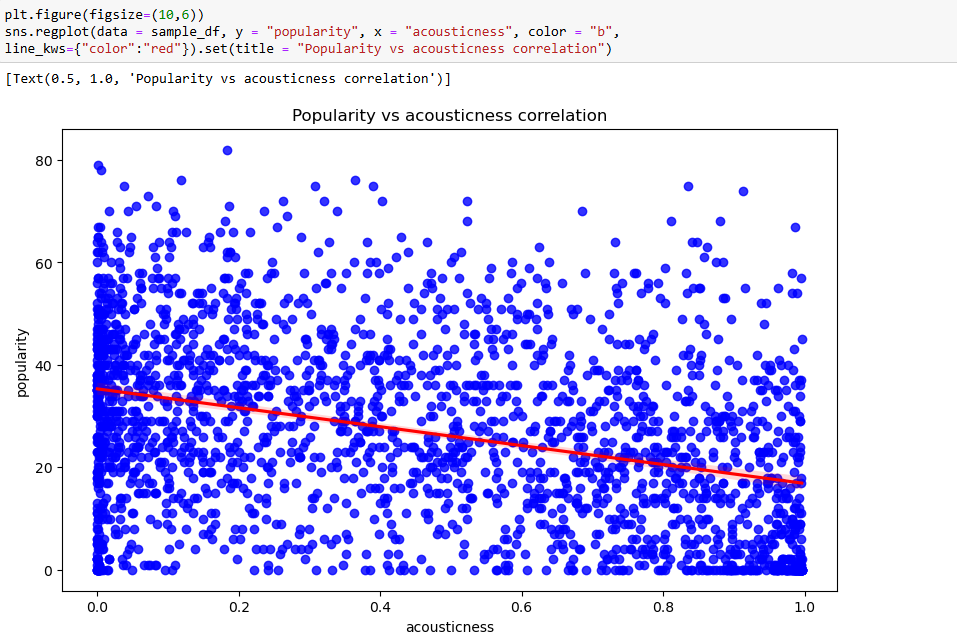 plt.figure(figsize=(10,6))
sns.regplot(data = sample_df, y = "popularity", x = "acousticness", color = "b",
line_kws={"color":"red"}).set(title = "Popularity vs acousticness correlation")
[Text(0.5, 1.0, 'Popularity vs acousticness correlation')]
Popularity vs acousticness correlation
80
60
40
20
0
popularity
0.0 0.2 0.4 0.6 0.8 1.0
acousticness